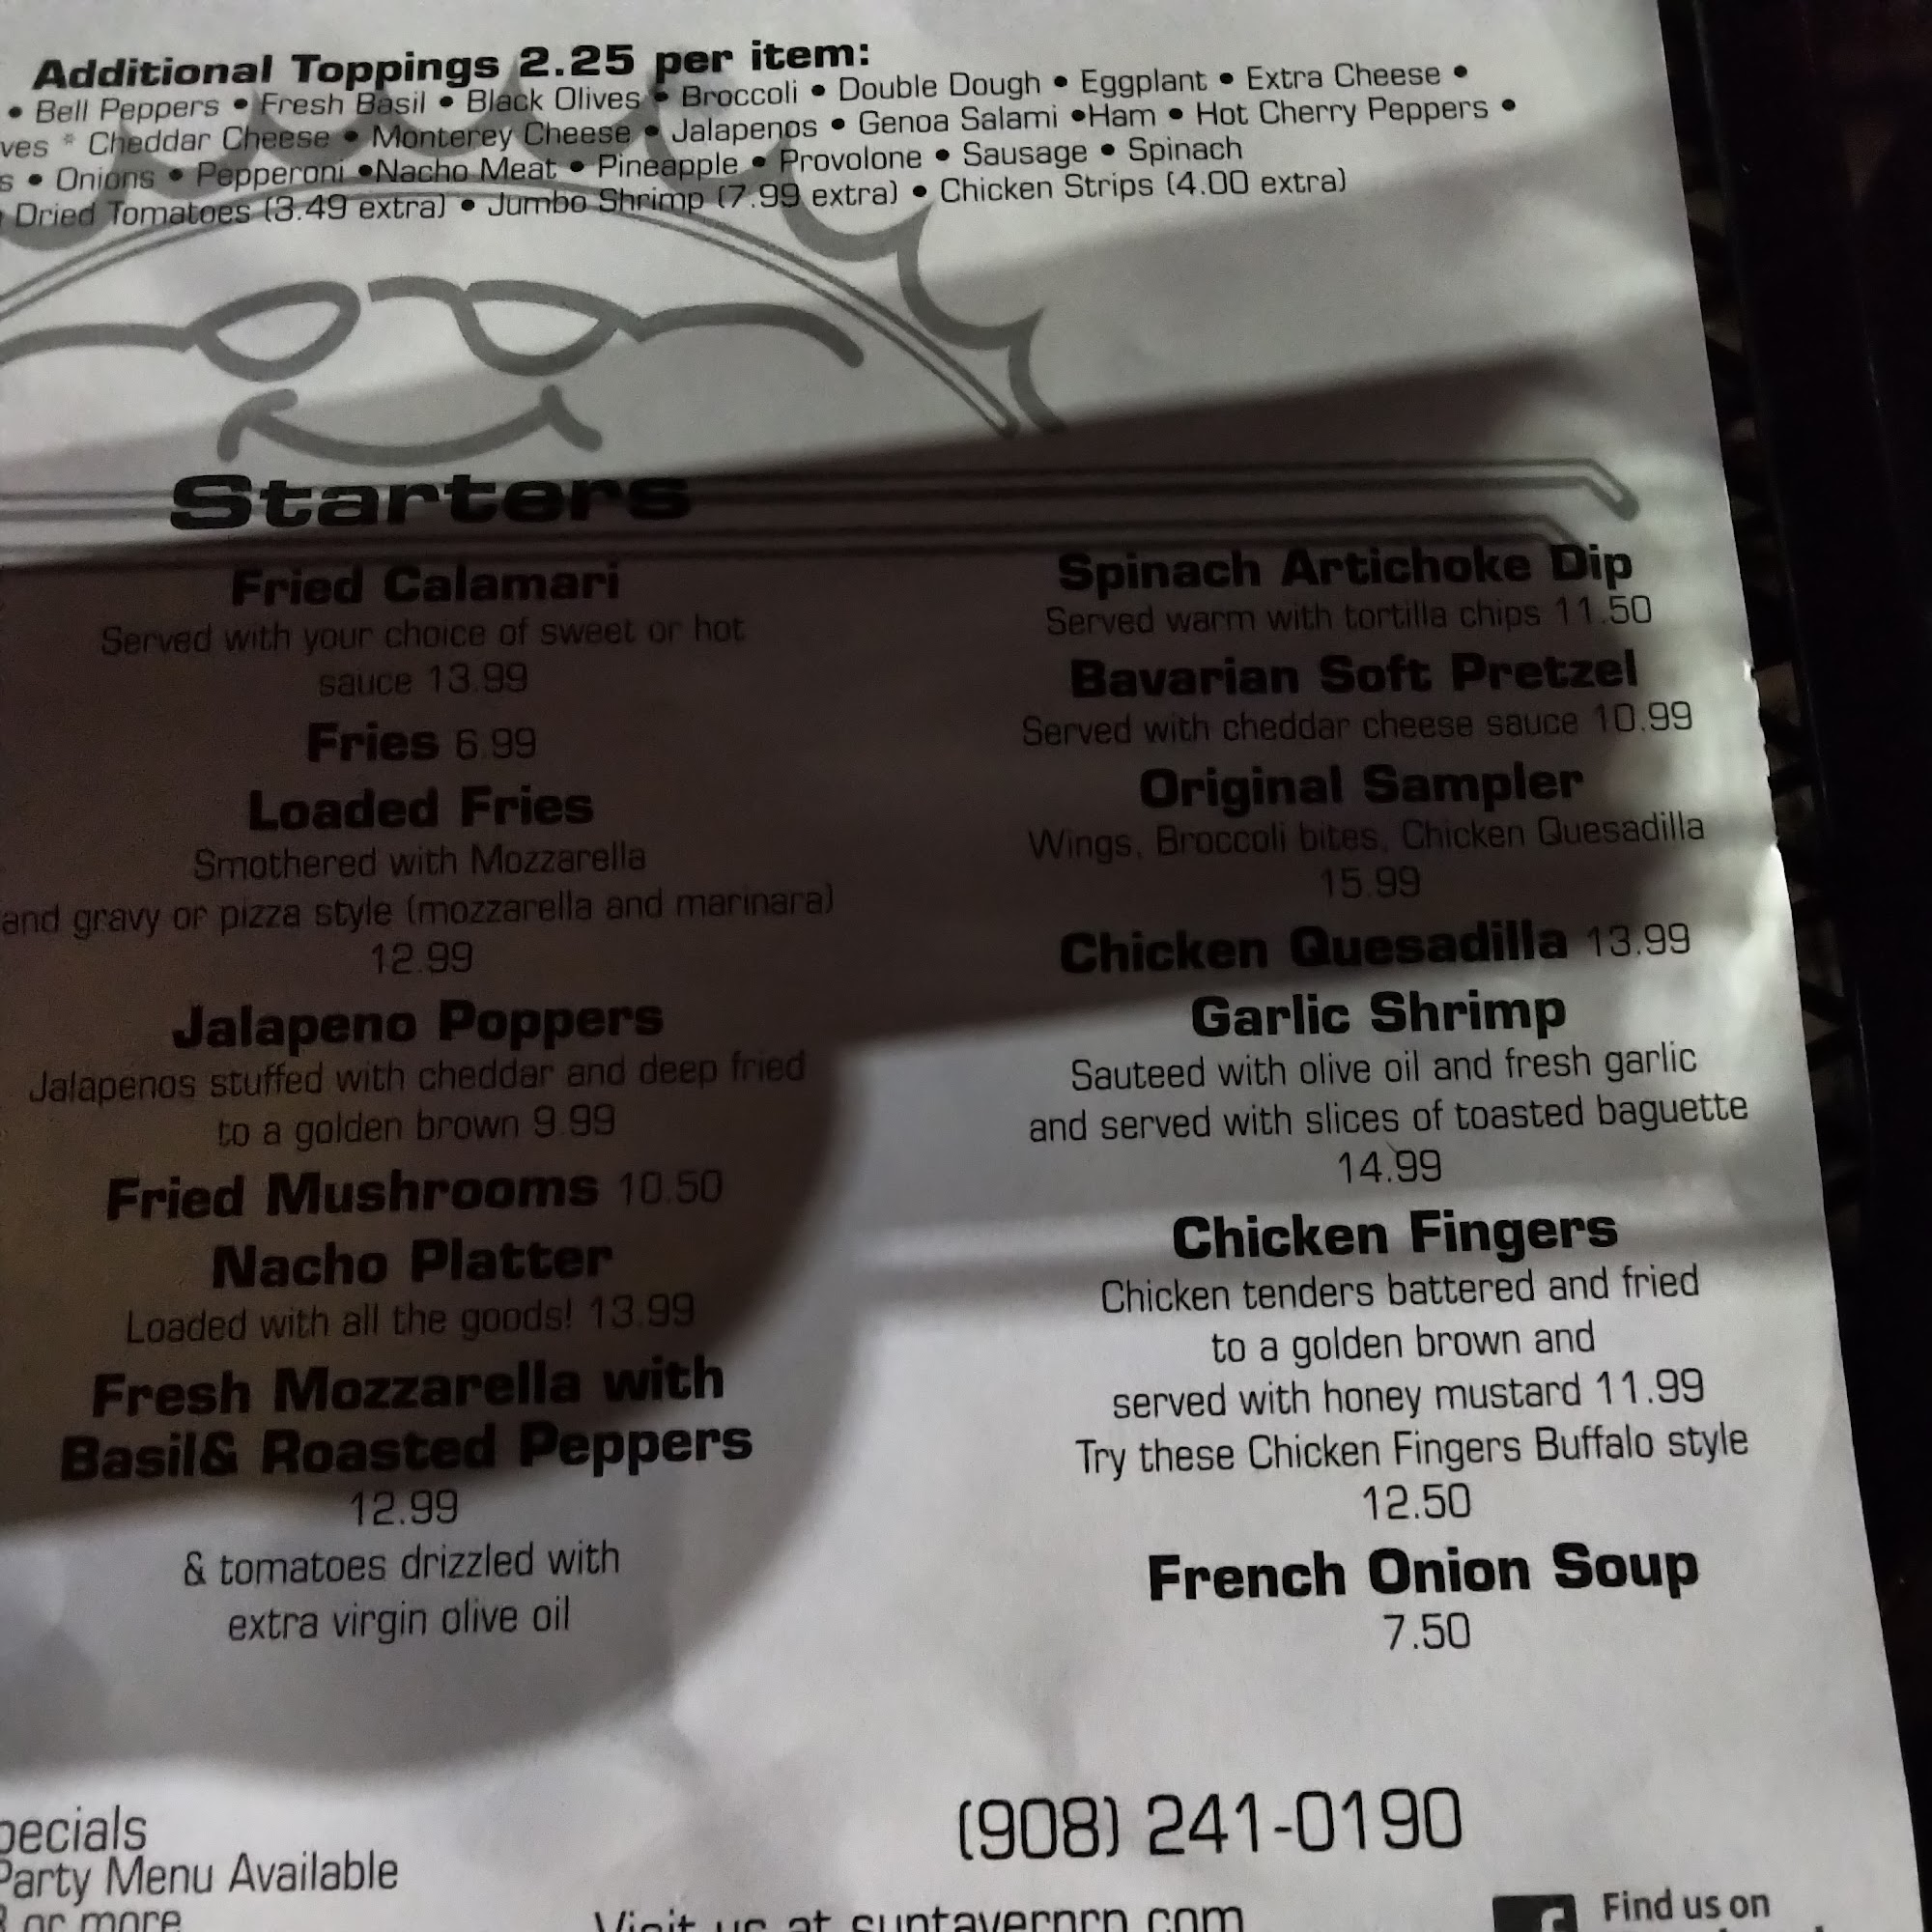 Additional Toppings 2.25 per item:
• Bell Peppers • Fresh Basil • Black Olives • Broccoli • Double Dough • Eggplant • Extra Cheese •
* Cheddar Cheese • Monterey Cheese • Jalapenos • Genoa Salami •Ham • Hot Cherry Peppers •
• Onions • Pepperoni •Nacho Meat • Pineapple • Provolone • Sausage • Spinach
Dried Tomatoes (3.49 extra) • Jumbo Shrimp (7.99 extra) • Chicken Strips (4.00 extra)
Starters
Fried Calamari
Served with your choice of sweet or hot
sauce 13.99
Fries 6.99
Loaded Fries
Smothered with Mozzarella
and gravy or pizza style (mozzarella and marinara)
12.99
Jalapeno Poppers
Jalapenos stuffed with cheddar and deep fried
to a golden brown 9.99
Fried Mushrooms 10.50
Nacho Platter
Loaded with all the goods! 13.99
Fresh Mozzarella with
Basil& Roasted Peppers
12.99
& tomatoes drizzled with
extra virgin olive oil
Spinach Artichoke Dip
Served warm with tortilla chips 11.50
Bavarian Soft Pretzel
Served with cheddar cheese sauce 10.99
Original Sampler
Wings, Broccoli bites, Chicken Quesadilla
15.99
Chicken Quesadilla 13.99
Garlic Shrimp
Sauteed with olive oil and fresh garlic
and served with slices of toasted baguette
14.99
Chicken Fingers
Chicken tenders battered and fried
to a golden brown and
served with honey mustard 11.99
Try these Chicken Fingers Buffalo style
12.50
French Onion Soup
7.50
pecials
Party Menu Available
or more
(908) 241-0190
Visit us at suntavernrp.com
Find us on